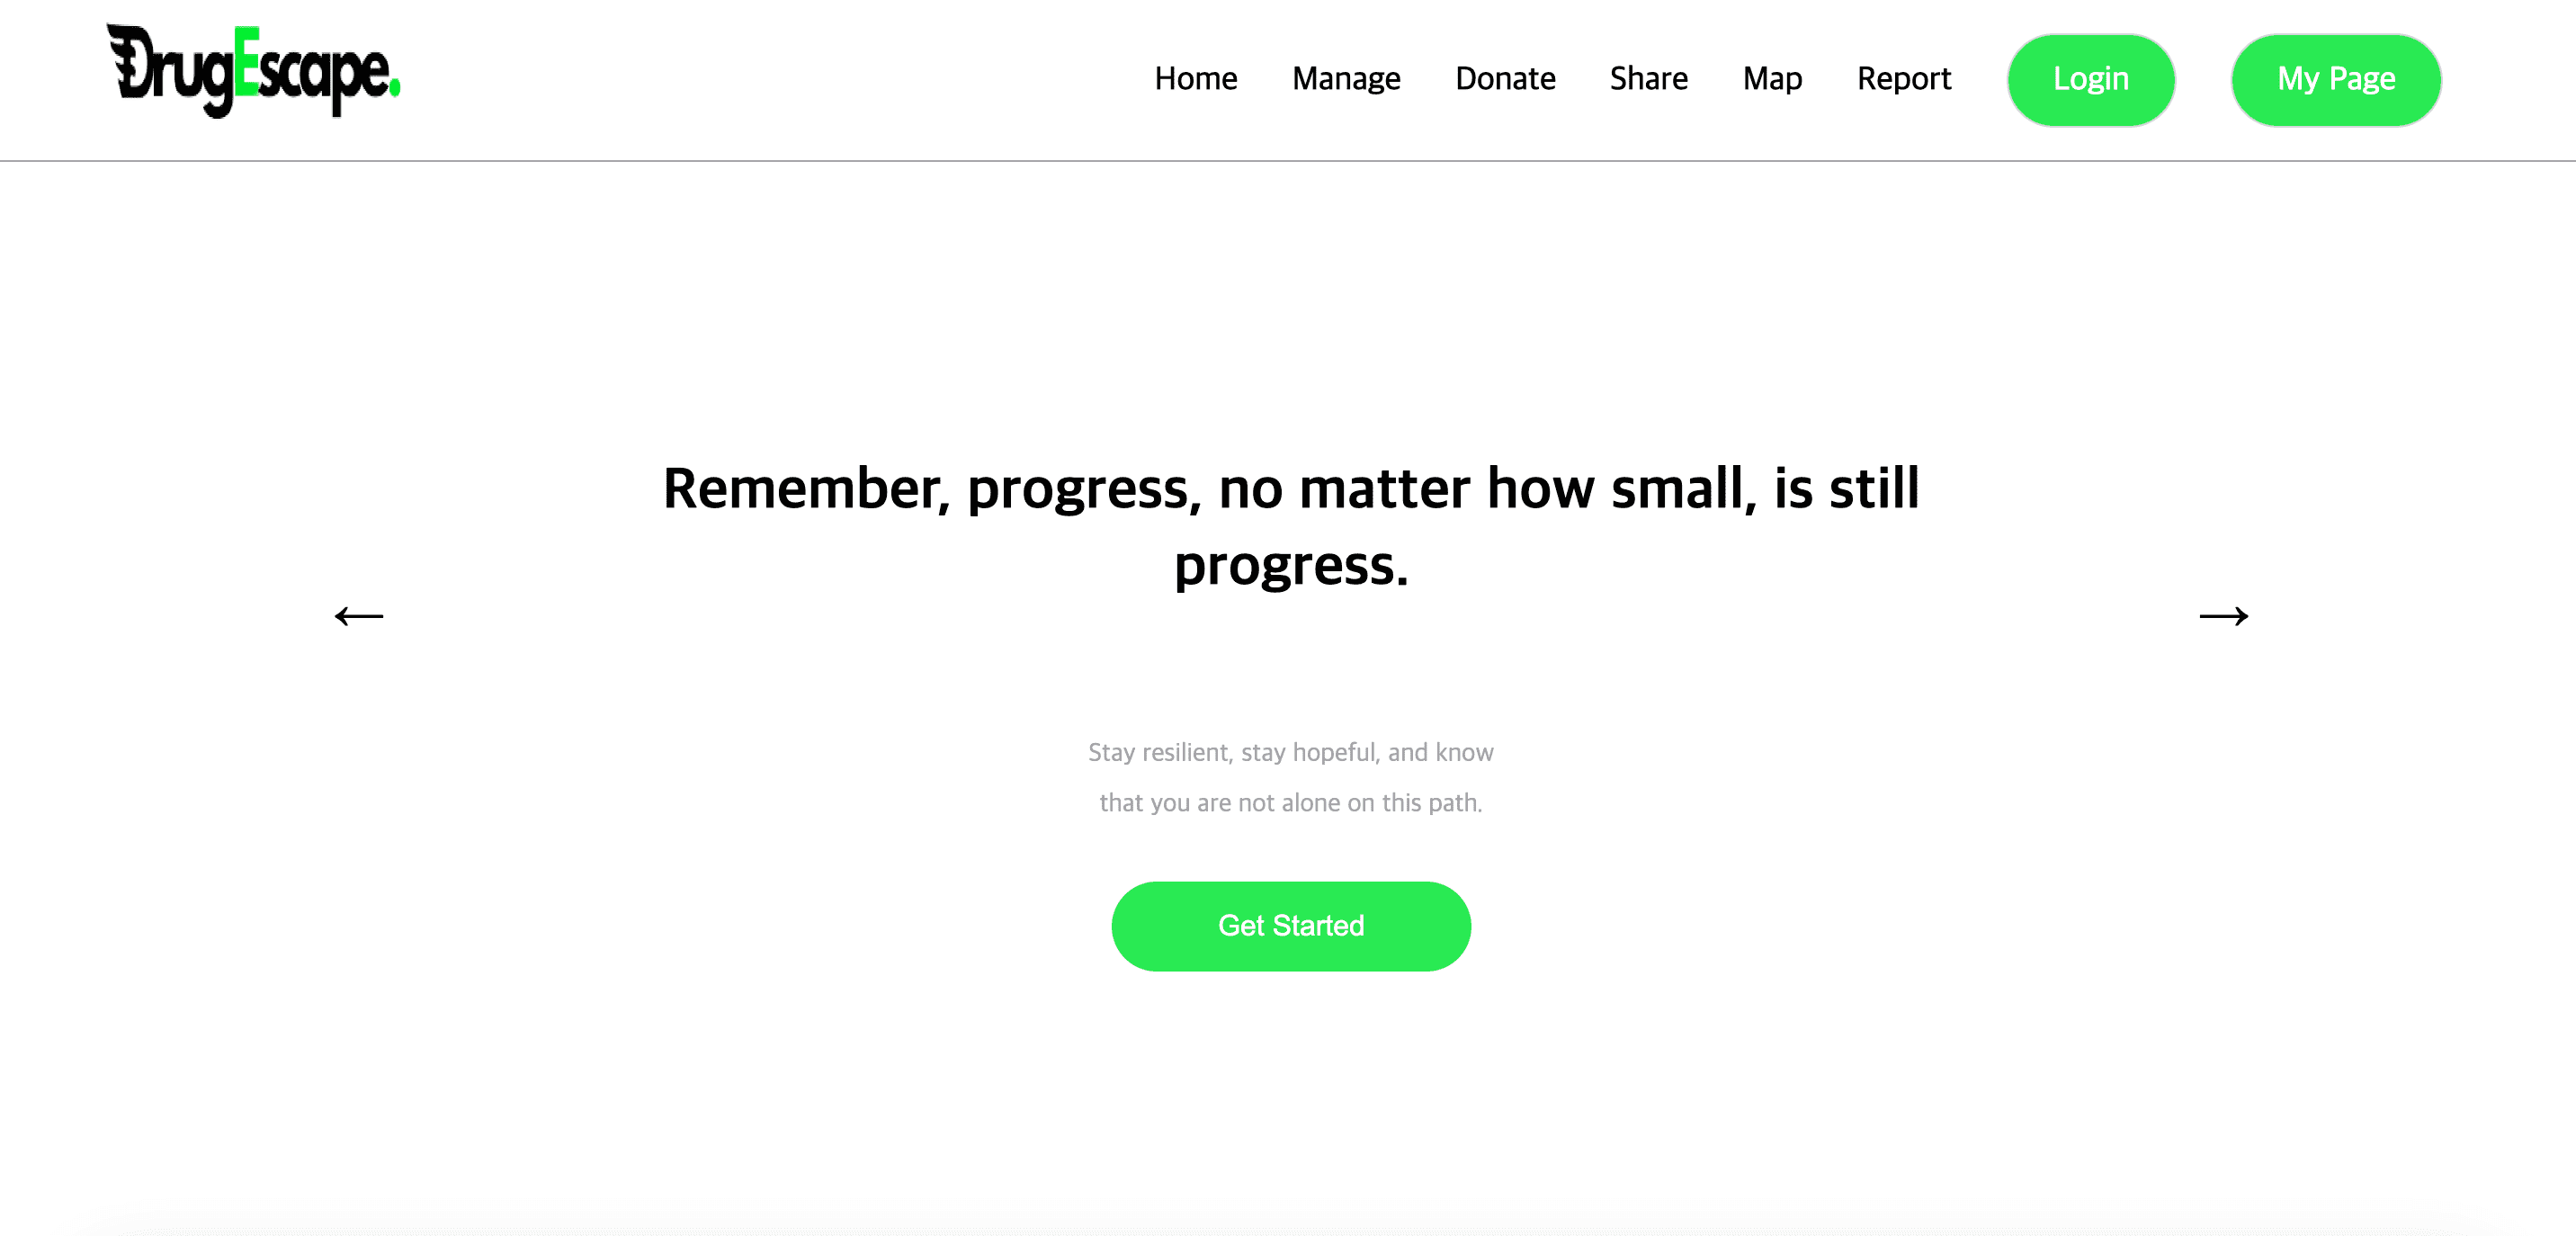 DrugEscape.
Home Manage Donate Share Map Report Login My Page
Remember, progress, no matter how small, is still
progress.
← →
Stay resilient, stay hopeful, and know
that you are not alone on this path.
Get Started